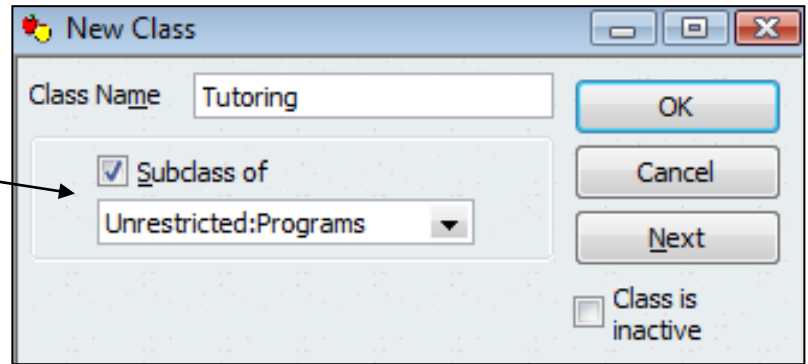 New Class
Class Name Tutoring
OK
Subclass of
Cancel
Unrestricted:Programs
Next
Class is
inactive